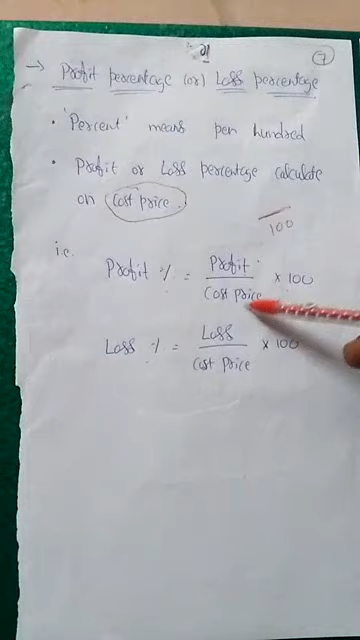 7
→ Profit percentage (or) Loss percentage
• 'Percent' means per hundred
• Profit or Loss percentage calculate
on cost price.
100
i.e.
Profit % = Profit / Cost price × 100
Loss % = Loss / Cost price × 100